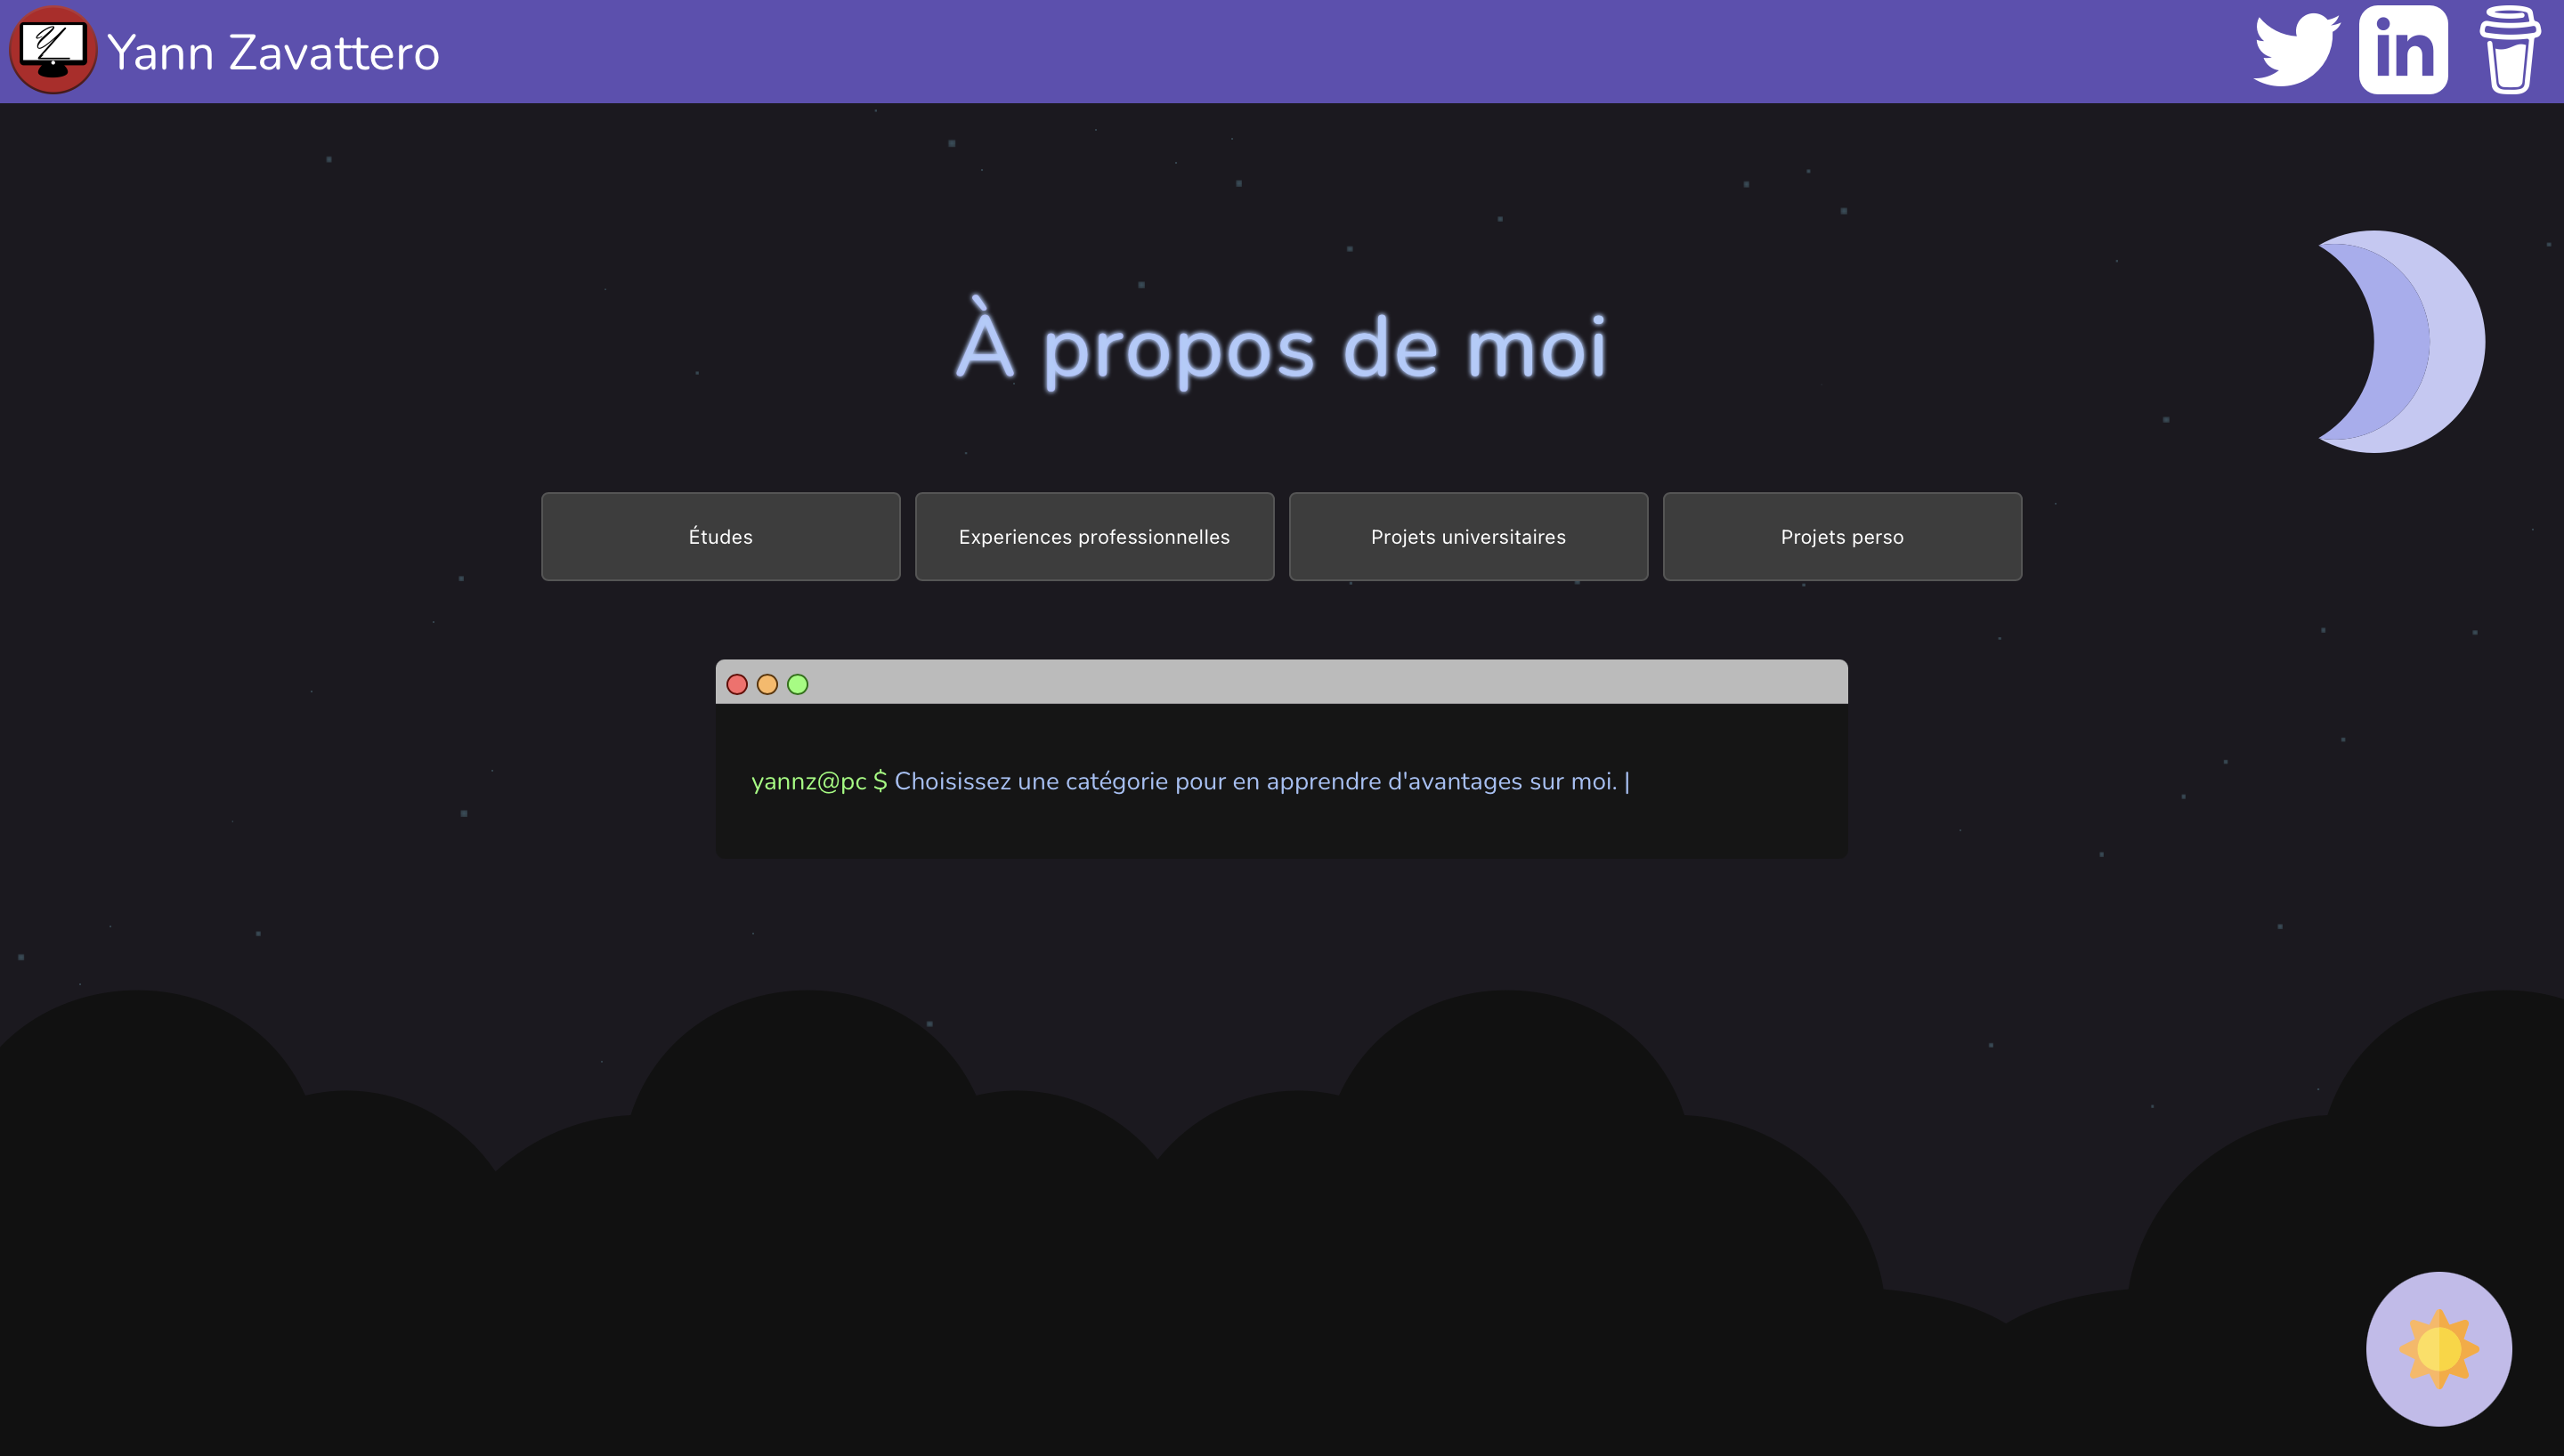 Yann Zavattero
À propos de moi
Études
Experiences professionnelles
Projets universitaires
Projets perso
yannz@pc $ Choisissez une catégorie pour en apprendre d'avantages sur moi. |